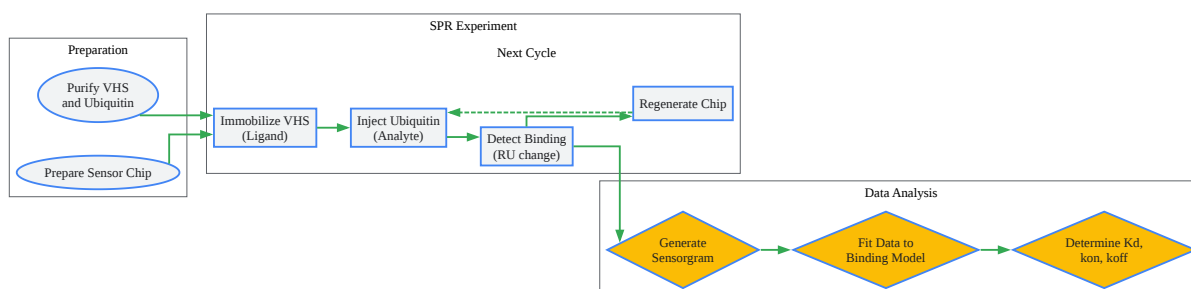 Preparation
Purify VHS
and Ubiquitin
Prepare Sensor Chip
SPR Experiment
Next Cycle
Immobilize VHS
(Ligand)
Inject Ubiquitin
(Analyte)
Detect Binding
(RU change)
Regenerate Chip
Data Analysis
Generate
Sensorgram
Fit Data to
Binding Model
Determine Kd,
kon, koff